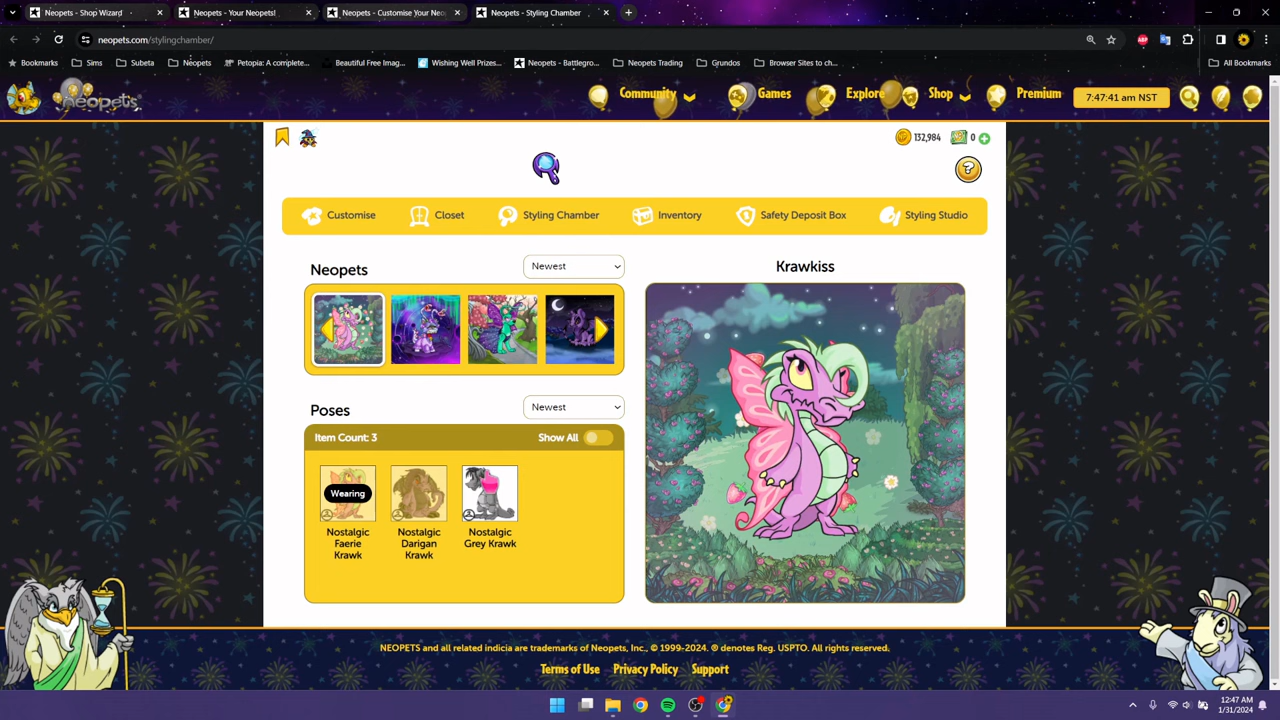 Neopets - Shop Wizard
Neopets - Your Neopets!
Neopets - Customise Your Neo
Neopets - Styling Chamber
neopets.com/stylingchamber/
Bookmarks
Sims
Subeta
Neopets
Petopia: A complete...
Beautiful Free Imag...
Wishing Well Prizes...
Neopets - Battlegro...
Neopets Trading
Grundos
Browser Sites to ch...
All Bookmarks
neopets
Community
Games
Explore
Shop
Premium
7:47:41 am NST
132,984
0
?
Customise
Closet
Styling Chamber
Inventory
Safety Deposit Box
Styling Studio
Neopets
Newest
Krawkiss
Poses
Newest
Item Count: 3
Show All
Wearing
Nostalgic
Faerie
Krawk
Nostalgic
Darigan
Krawk
Nostalgic
Grey Krawk
NEOPETS and all related indicia are trademarks of Neopets, Inc., © 1999-2024. ® denotes Reg. USPTO. All rights reserved.
Terms of Use
Privacy Policy
Support
12:47 AM
1/31/2024